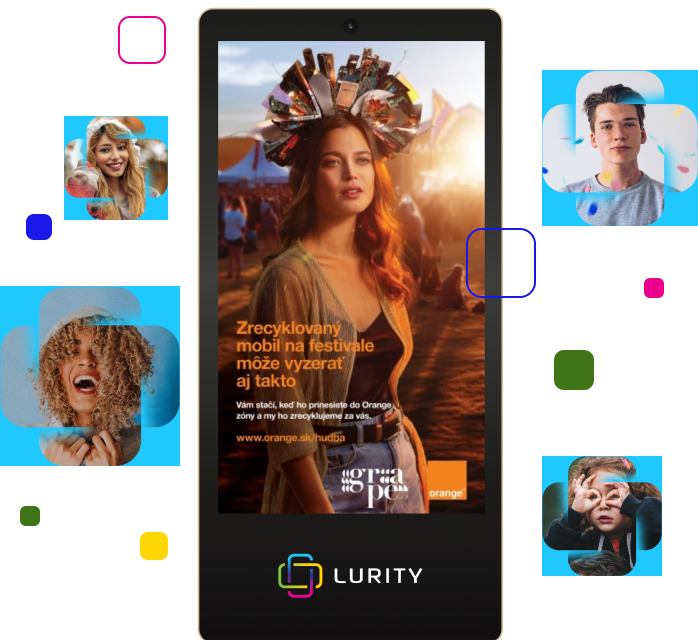 Zrecyklovaný
mobil na festivale
môže vyzerať
aj takto
Vám stačí, keď ho prinesiete do Orange
zóny a my ho zrecyklujeme za vás.
www.orange.sk/hudba
grape
orange
LURITY